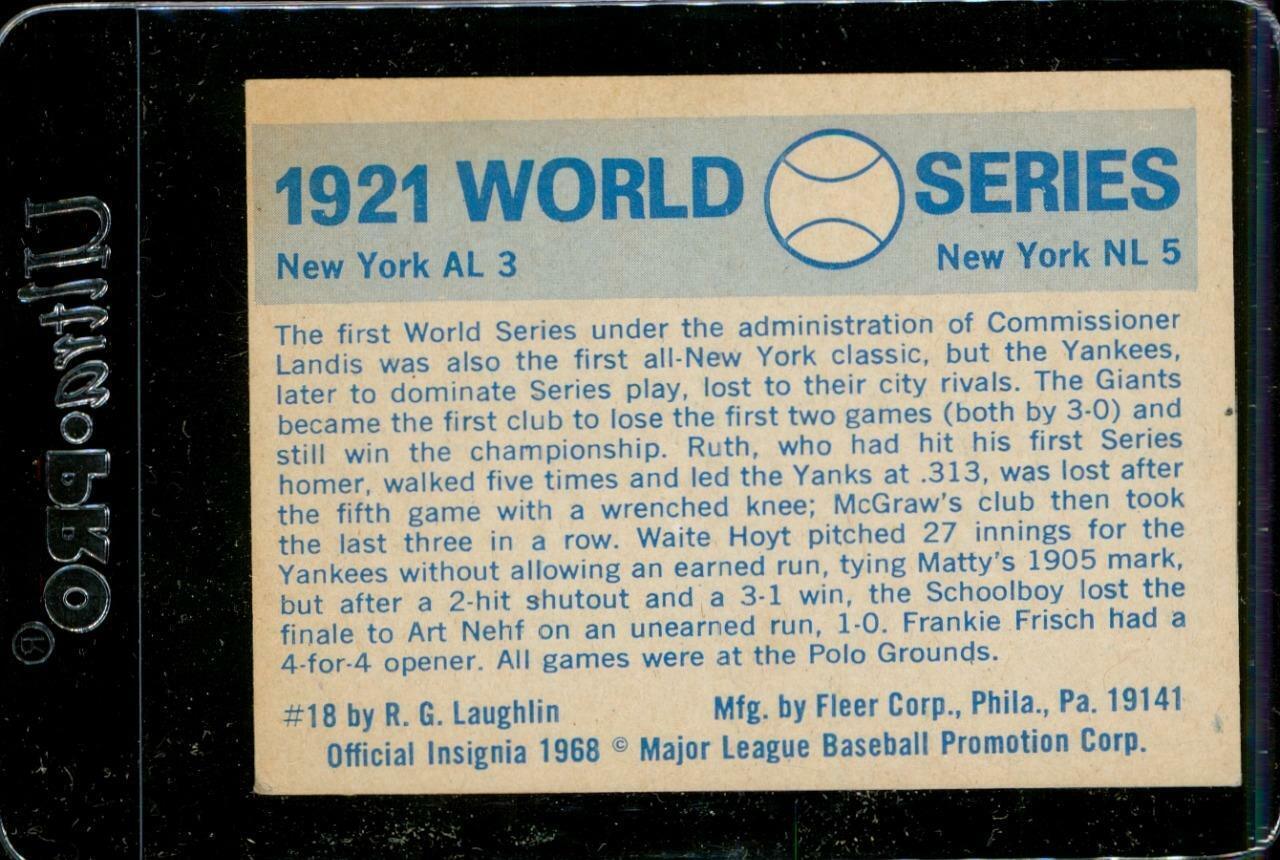 1921 WORLD SERIES
New York AL 3 New York NL 5
The first World Series under the administration of Commissioner
Landis was also the first all-New York classic, but the Yankees,
later to dominate Series play, lost to their city rivals. The Giants
became the first club to lose the first two games (both by 3-0) and
still win the championship. Ruth, who had hit his first Series
homer, walked five times and led the Yanks at .313, was lost after
the fifth game with a wrenched knee; McGraw's club then took
the last three in a row. Waite Hoyt pitched 27 innings for the
Yankees without allowing an earned run, tying Matty's 1905 mark,
but after a 2-hit shutout and a 3-1 win, the Schoolboy lost the
finale to Art Nehf on an unearned run, 1-0. Frankie Frisch had a
4-for-4 opener. All games were at the Polo Grounds.
#18 by R. G. Laughlin Mfg. by Fleer Corp., Phila., Pa. 19141
Official Insignia 1968 © Major League Baseball Promotion Corp.
Ultra•PRO®